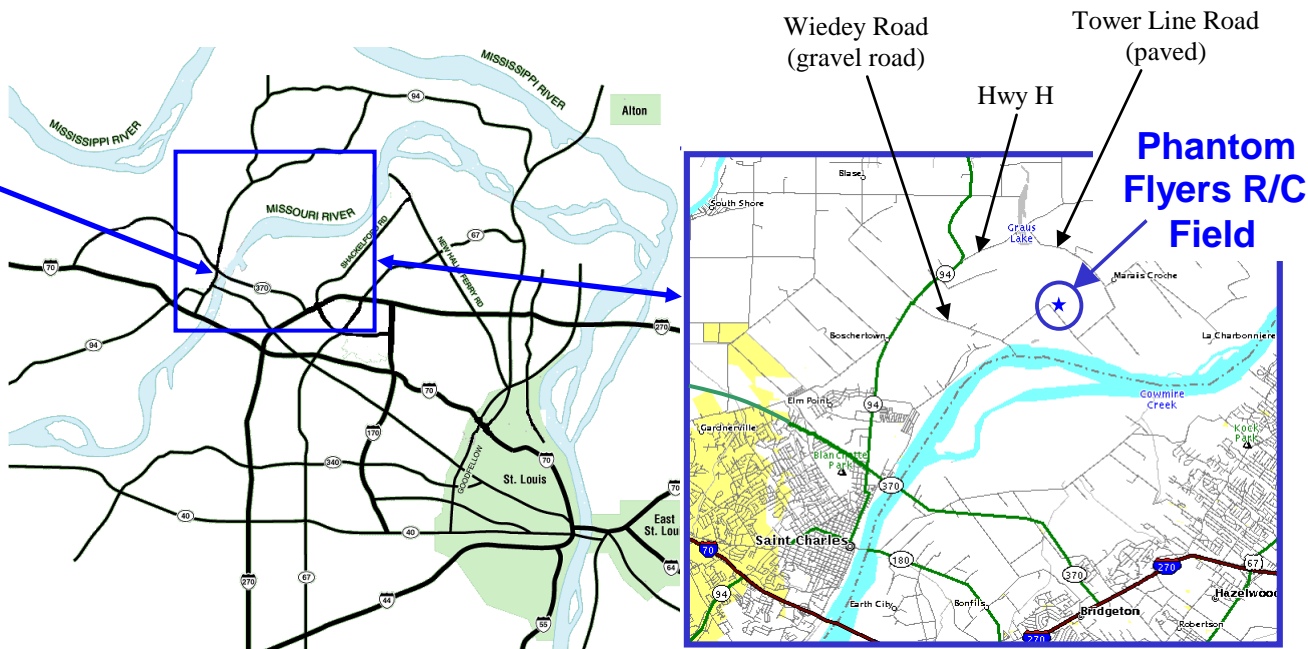 Wiedey Road
(gravel road)
Tower Line Road
(paved)
Hwy H
Phantom
Flyers R/C
Field
MISSISSIPPI RIVER
MISSISSIPPI RIVER
94
Alton
MISSOURI RIVER
SHACKELFORD RD
NEW HALLS FERRY RD
67
70
370
270
94
70
170
340
GOODFELLOW
70
St. Louis
70
40
40
East
St. Loui
64
270
67
44
55
Blase
South Shore
Graus
Lake
94
Marais Croche
Boschertown
La Charbonniere
Cowmire
Creek
Elm Point
94
Gardnerville
Blanchette
Park
Kock
Park
370
Saint Charles
70
180
370
270
67
94
Earth City
Bonfils
Bridgeton
Hazelwood
Robertson
270